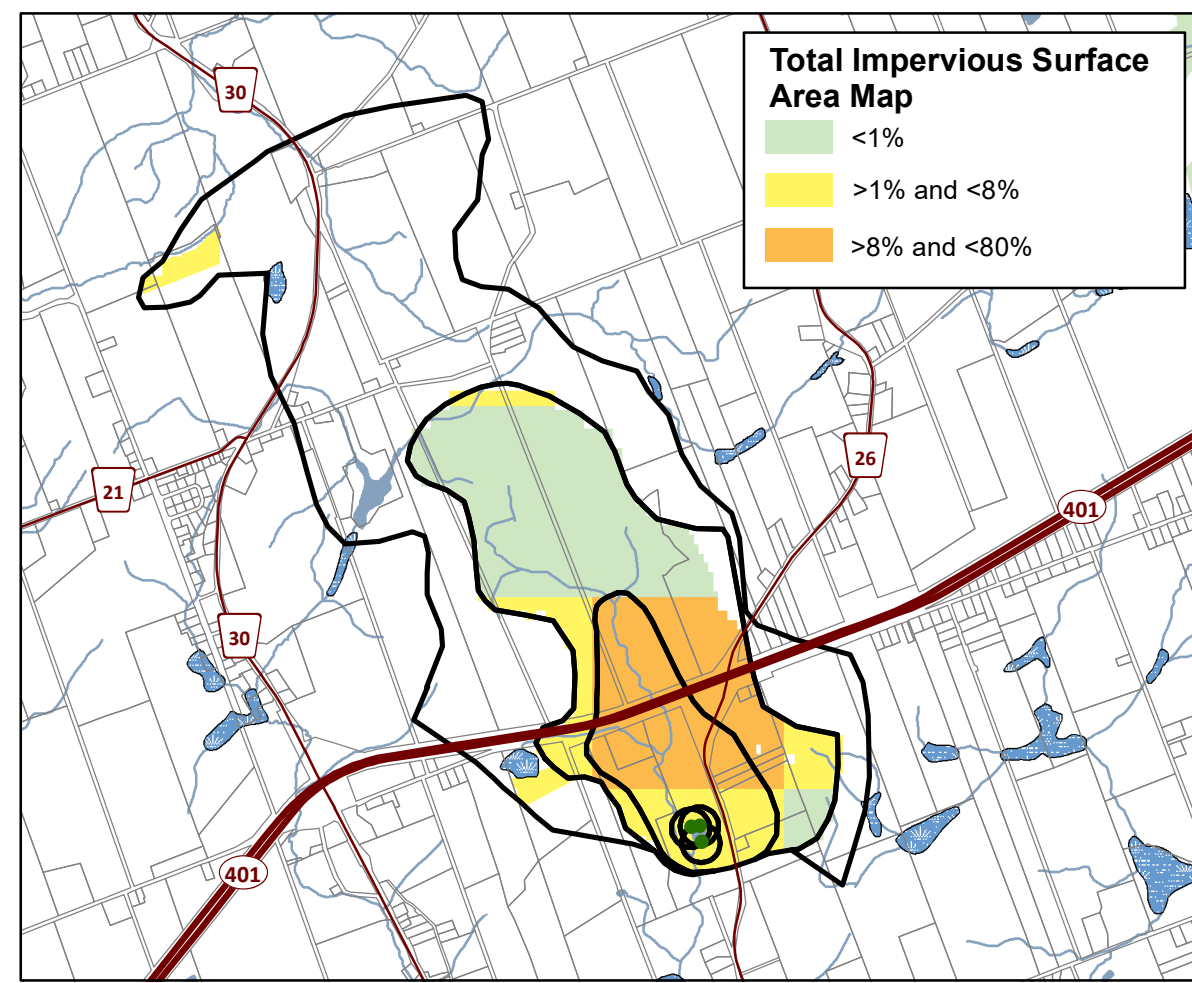 Total Impervious Surface
Area Map
<1%
>1% and <8%
>8% and <80%
30
26
21
401
30
401